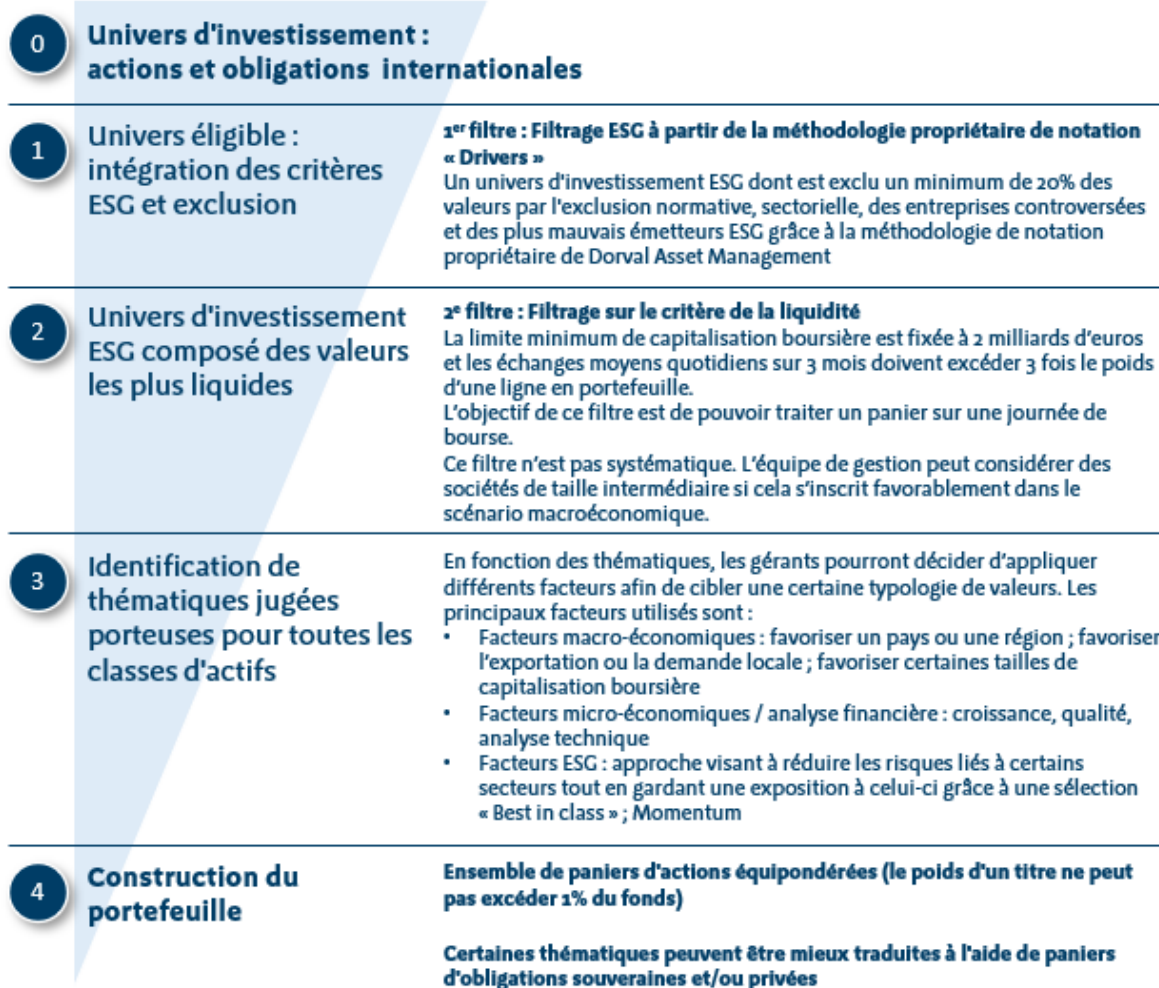 0
Univers d'investissement :
actions et obligations internationales
1
Univers éligible :
intégration des critères
ESG et exclusion
1er filtre : Filtrage ESG à partir de la méthodologie propriétaire de notation
« Drivers »
Un univers d'investissement ESG dont est exclu un minimum de 20% des
valeurs par l'exclusion normative, sectorielle, des entreprises controversées
et des plus mauvais émetteurs ESG grâce à la méthodologie de notation
propriétaire de Dorval Asset Management
2
Univers d'investissement
ESG composé des valeurs
les plus liquides
2e filtre : Filtrage sur le critère de la liquidité
La limite minimum de capitalisation boursière est fixée à 2 milliards d'euros
et les échanges moyens quotidiens sur 3 mois doivent excéder 3 fois le poids
d'une ligne en portefeuille.
L'objectif de ce filtre est de pouvoir traiter un panier sur une journée de
bourse.
Ce filtre n'est pas systématique. L'équipe de gestion peut considérer des
sociétés de taille intermédiaire si cela s'inscrit favorablement dans le
scénario macroéconomique.
3
Identification de
thématiques jugées
porteuses pour toutes les
classes d'actifs
En fonction des thématiques, les gérants pourront décider d'appliquer
différents facteurs afin de cibler une certaine typologie de valeurs. Les
principaux facteurs utilisés sont :
• Facteurs macro-économiques : favoriser un pays ou une région ; favoriser
l'exportation ou la demande locale ; favoriser certaines tailles de
capitalisation boursière
• Facteurs micro-économiques / analyse financière : croissance, qualité,
analyse technique
• Facteurs ESG : approche visant à réduire les risques liés à certains
secteurs tout en gardant une exposition à celui-ci grâce à une sélection
« Best in class » ; Momentum
4
Construction du
portefeuille
Ensemble de paniers d'actions équipondérées (le poids d'un titre ne peut
pas excéder 1% du fonds)
Certaines thématiques peuvent être mieux traduites à l'aide de paniers
d'obligations souveraines et/ou privées